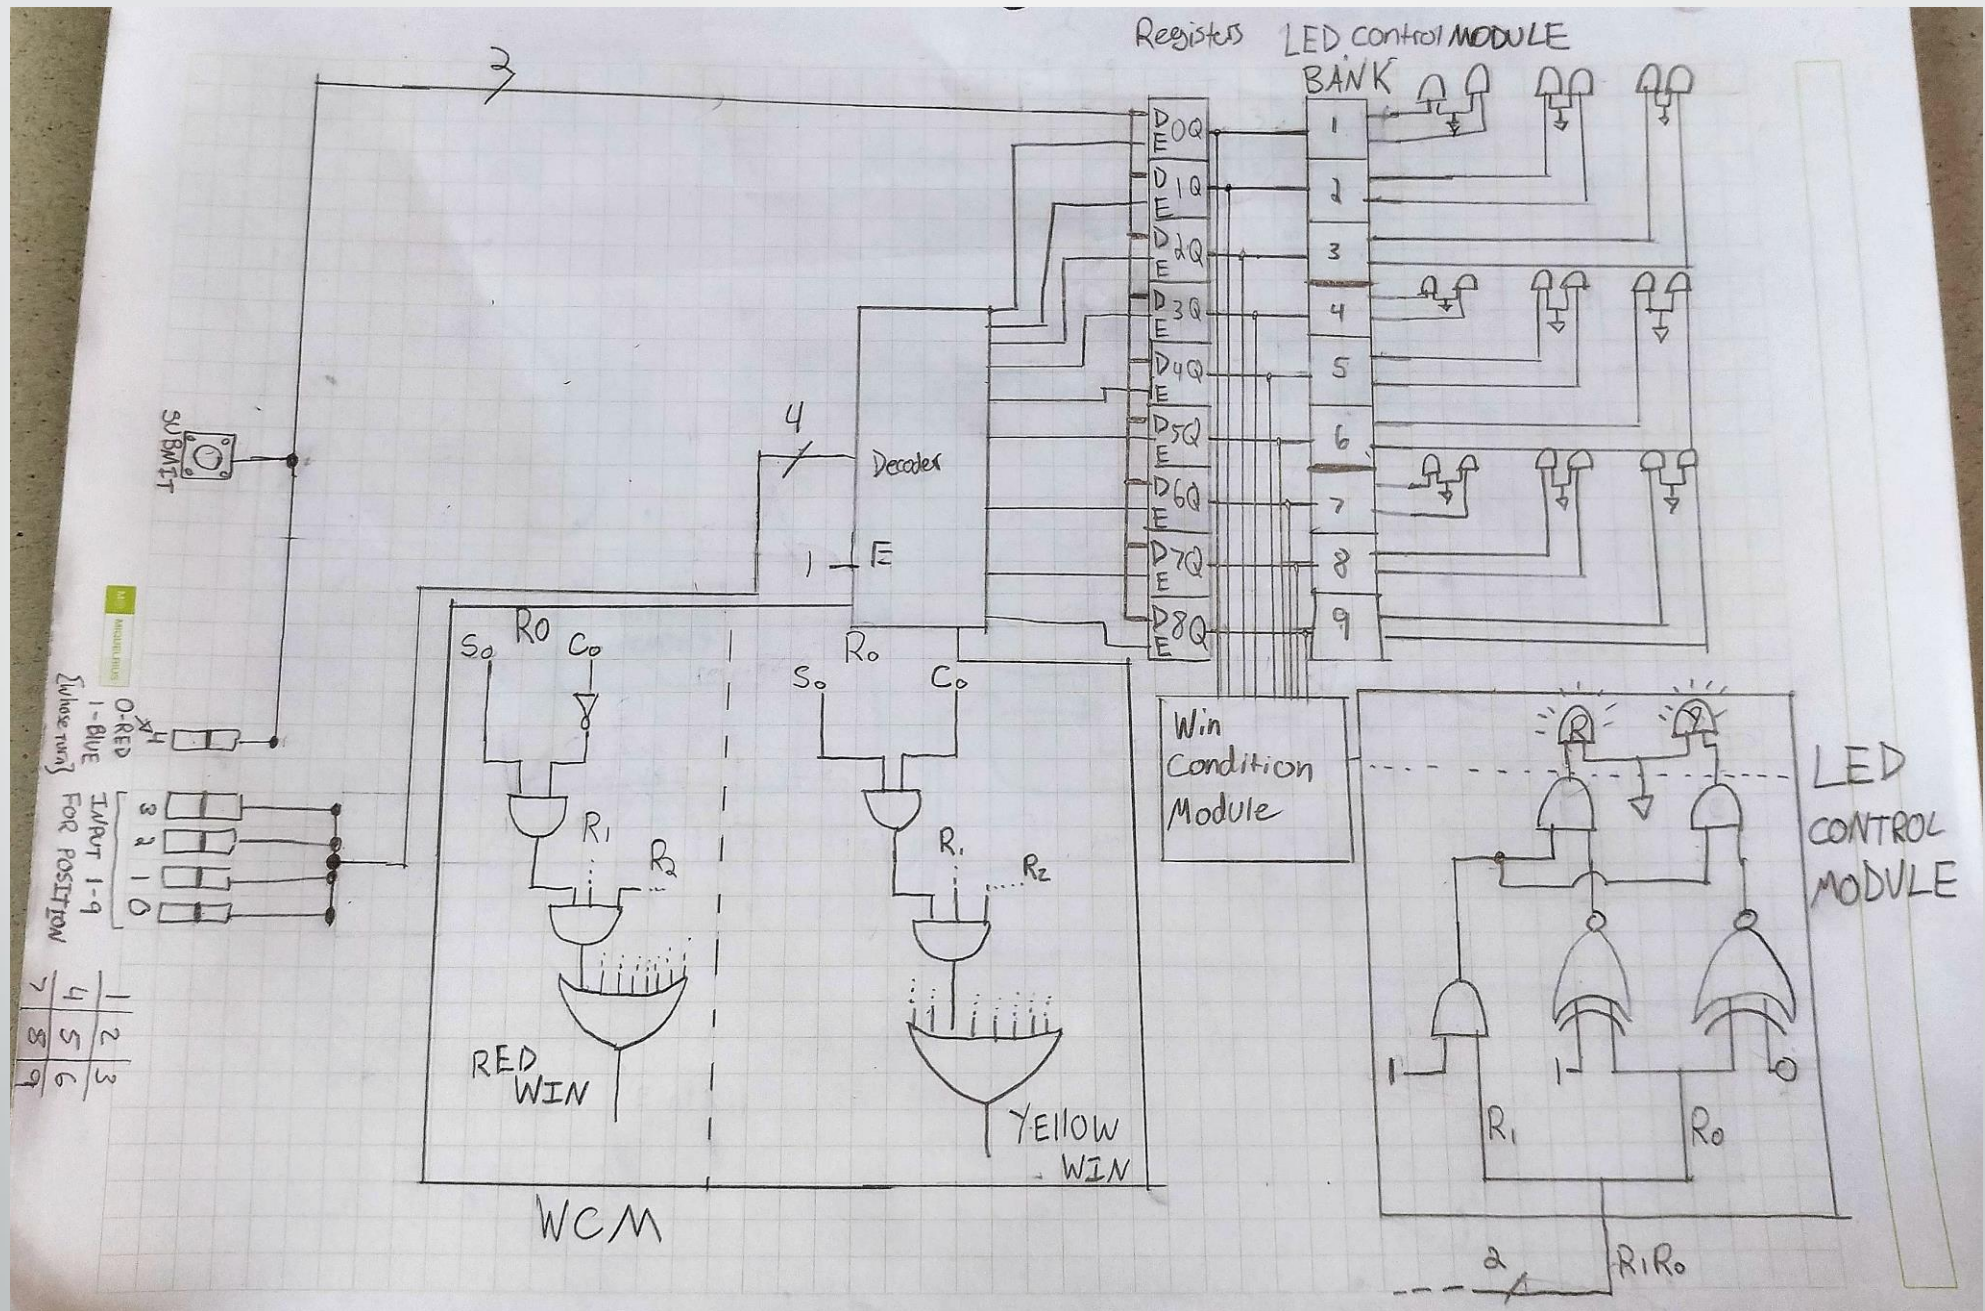 Registers LED control MODULE
BANK
2
D 0Q
E
D 1Q
E
D 2Q
E
D 3Q
E
D 4Q
E
D 5Q
E
D 6Q
E
D 7Q
E
D 8Q
E
1
2
3
4
5
6
7
8
9
SUBMIT
4
Decoder
1 E
MIQUELRIUS
4
0-RED
1-BLUE
{Whose turn}
3
2
1
0
INPUT 1-9
FOR POSITION
1 2 3
4 5 6
7 8 9
R0
S0 C0
R1
R2
RED
WIN
R0
S0 C0
R1
R2
YEllOW
WIN
WCM
Win
Condition
Module
R Y
LED
CONTROL
MODULE
1 1 0
R1 R0
2 R1R0